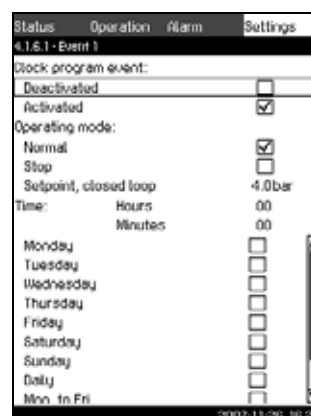 Status Operation Alarm Settings
4.1.6.1 - Event 1
Clock program event:
Deactivated
Activated
Operating mode:
Normal
Stop
Setpoint, closed loop 4.0bar
Time: Hours 00
Minutes 00
Monday
Tuesday
Wednesday
Thursday
Friday
Saturday
Sunday
Daily
Mon. to Fri